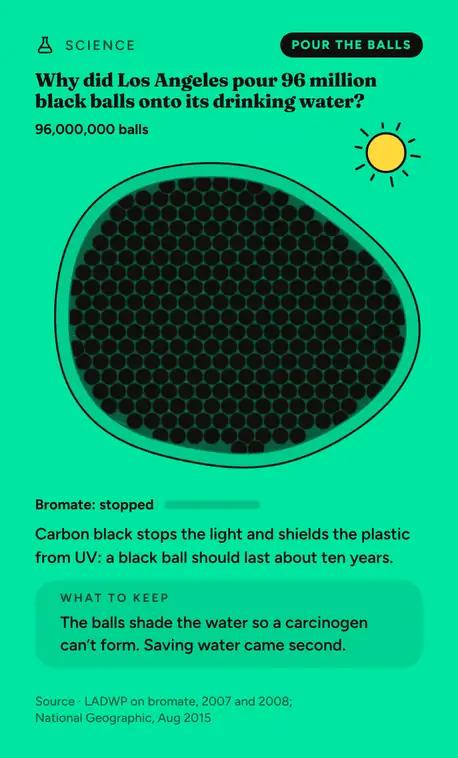 SCIENCE
POUR THE BALLS
Why did Los Angeles pour 96 million
black balls onto its drinking water?
96,000,000 balls
Bromate: stopped
Carbon black stops the light and shields the plastic
from UV: a black ball should last about ten years.
WHAT TO KEEP
The balls shade the water so a carcinogen
can’t form. Saving water came second.
Source · LADWP on bromate, 2007 and 2008;
National Geographic, Aug 2015